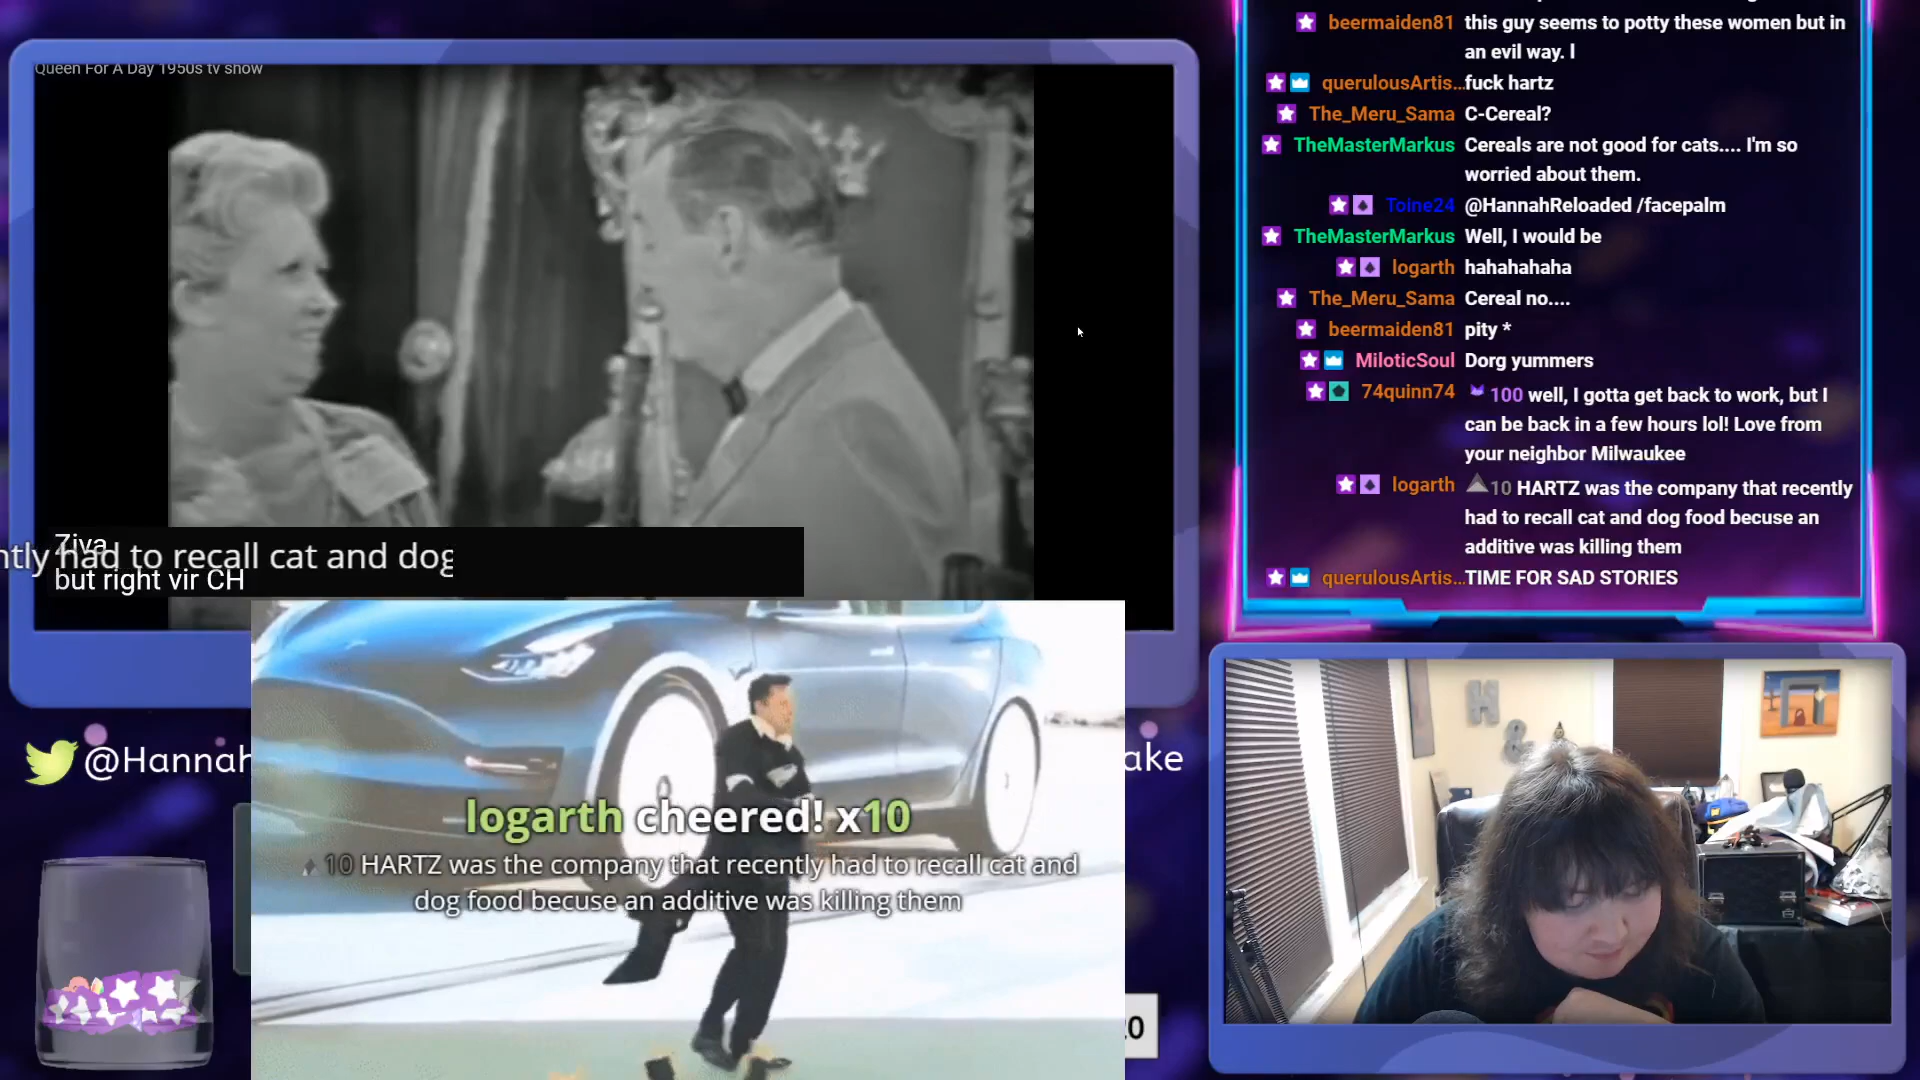 Queen For A Day 1950s tv show
Ziva
ntly had to recall cat and dog
but right vir CH
beermaiden81 this guy seems to potty these women but in
an evil way. I
querulousArtis... fuck hartz
The_Meru_Sama C-Cereal?
TheMasterMarkus Cereals are not good for cats.... I'm so
worried about them.
Toine24 @HannahReloaded /facepalm
TheMasterMarkus Well, I would be
logarth hahahahaha
The_Meru_Sama Cereal no....
beermaiden81 pity *
MiloticSoul Dorg yummers
74quinn74 100 well, I gotta get back to work, but I
can be back in a few hours lol! Love from
your neighbor Milwaukee
logarth 10 HARTZ was the company that recently
had to recall cat and dog food becuse an
additive was killing them
querulousArtis... TIME FOR SAD STORIES
@Hannah
ake
logarth cheered! x10
10 HARTZ was the company that recently had to recall cat and
dog food becuse an additive was killing them
20
H
&